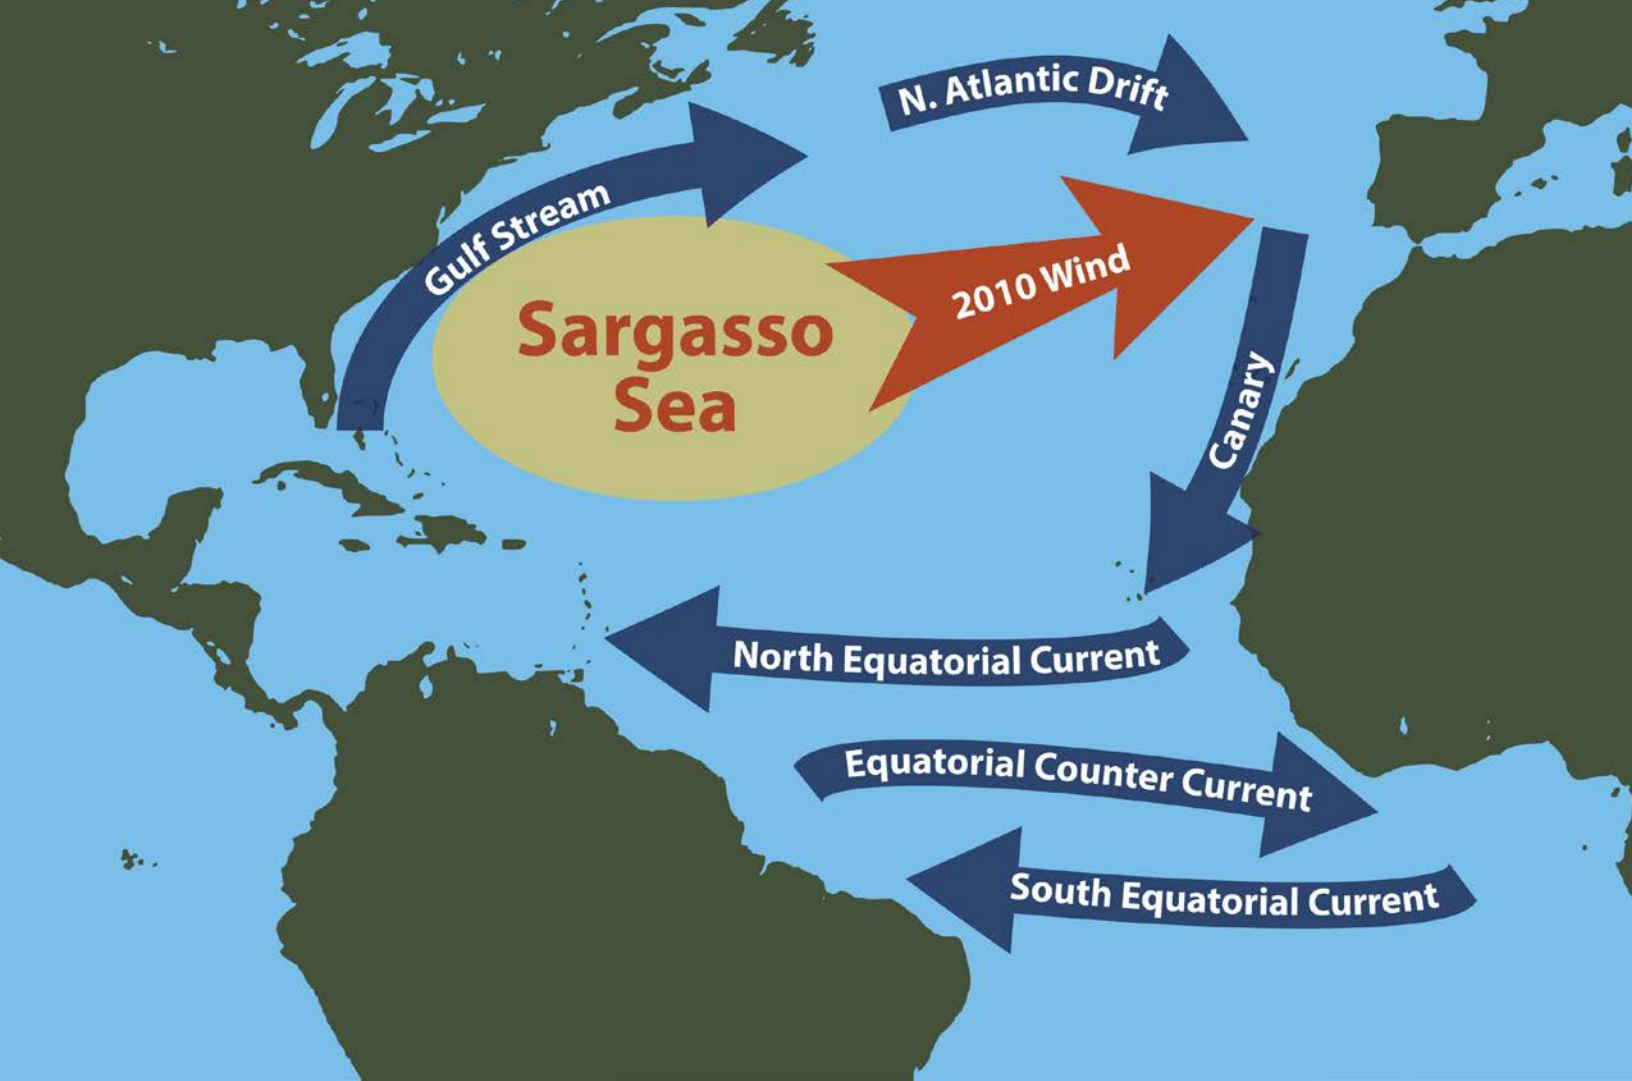 N. Atlantic Drift
Gulf Stream
2010 Wind
Sargasso
Sea
Canary
North Equatorial Current
Equatorial Counter Current
South Equatorial Current